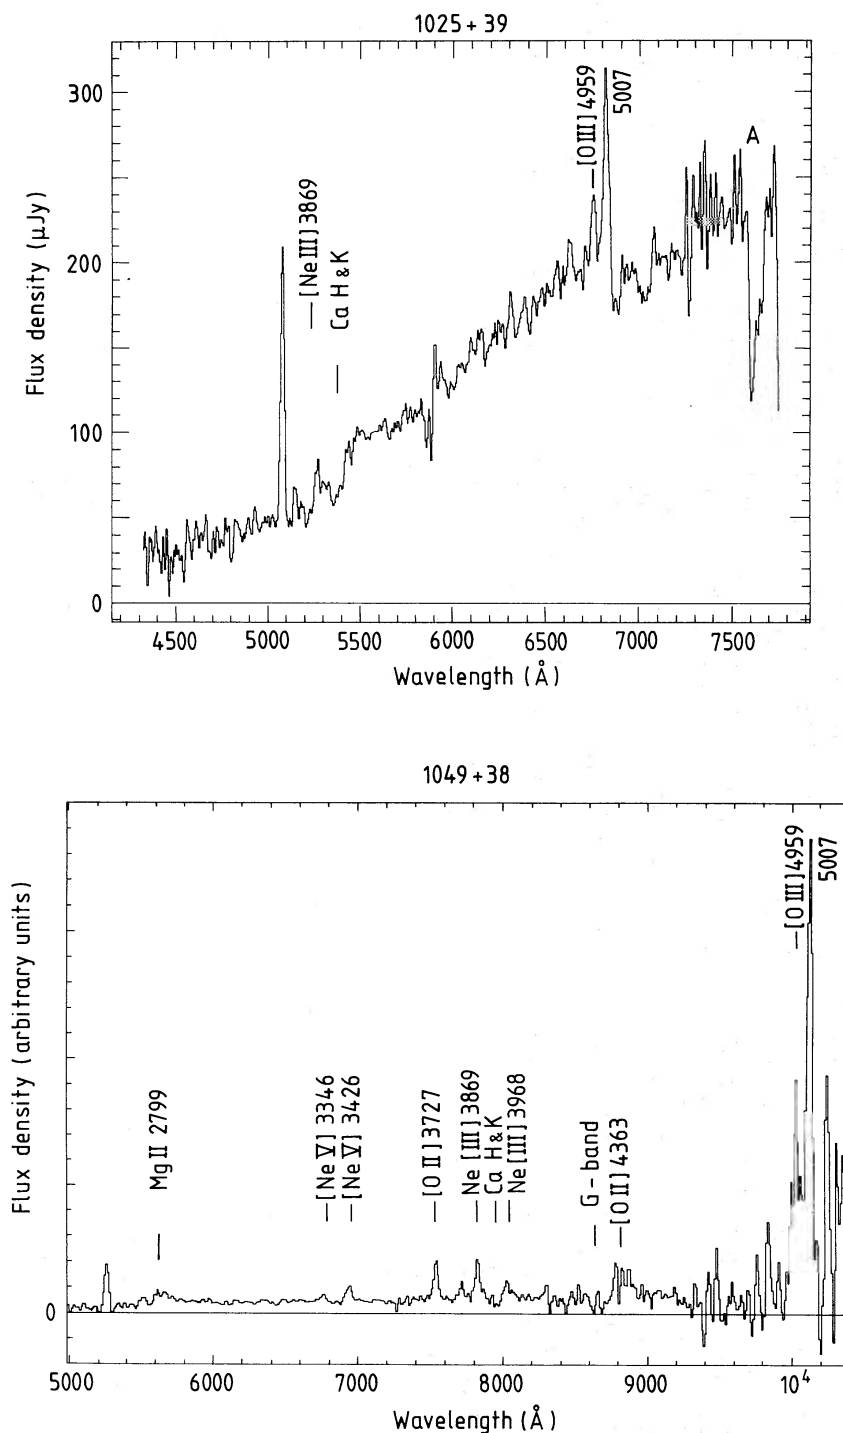 1025 + 39
Flux density (μJy)
300
200
100
0
[Ne III] 3869
Ca H & K
[O III] 4959
5007
A
4500 5000 5500 6000 6500 7000 7500
Wavelength (Å)
1049 + 38
Flux density (arbitrary units)
0
Mg II 2799
[Ne V] 3346
[Ne V] 3426
[O II] 3727
Ne [III] 3869
Ca H & K
Ne [III] 3968
G - band
[O II] 4363
[O III] 4959
5007
5000 6000 7000 8000 9000 10⁴
Wavelength (Å)